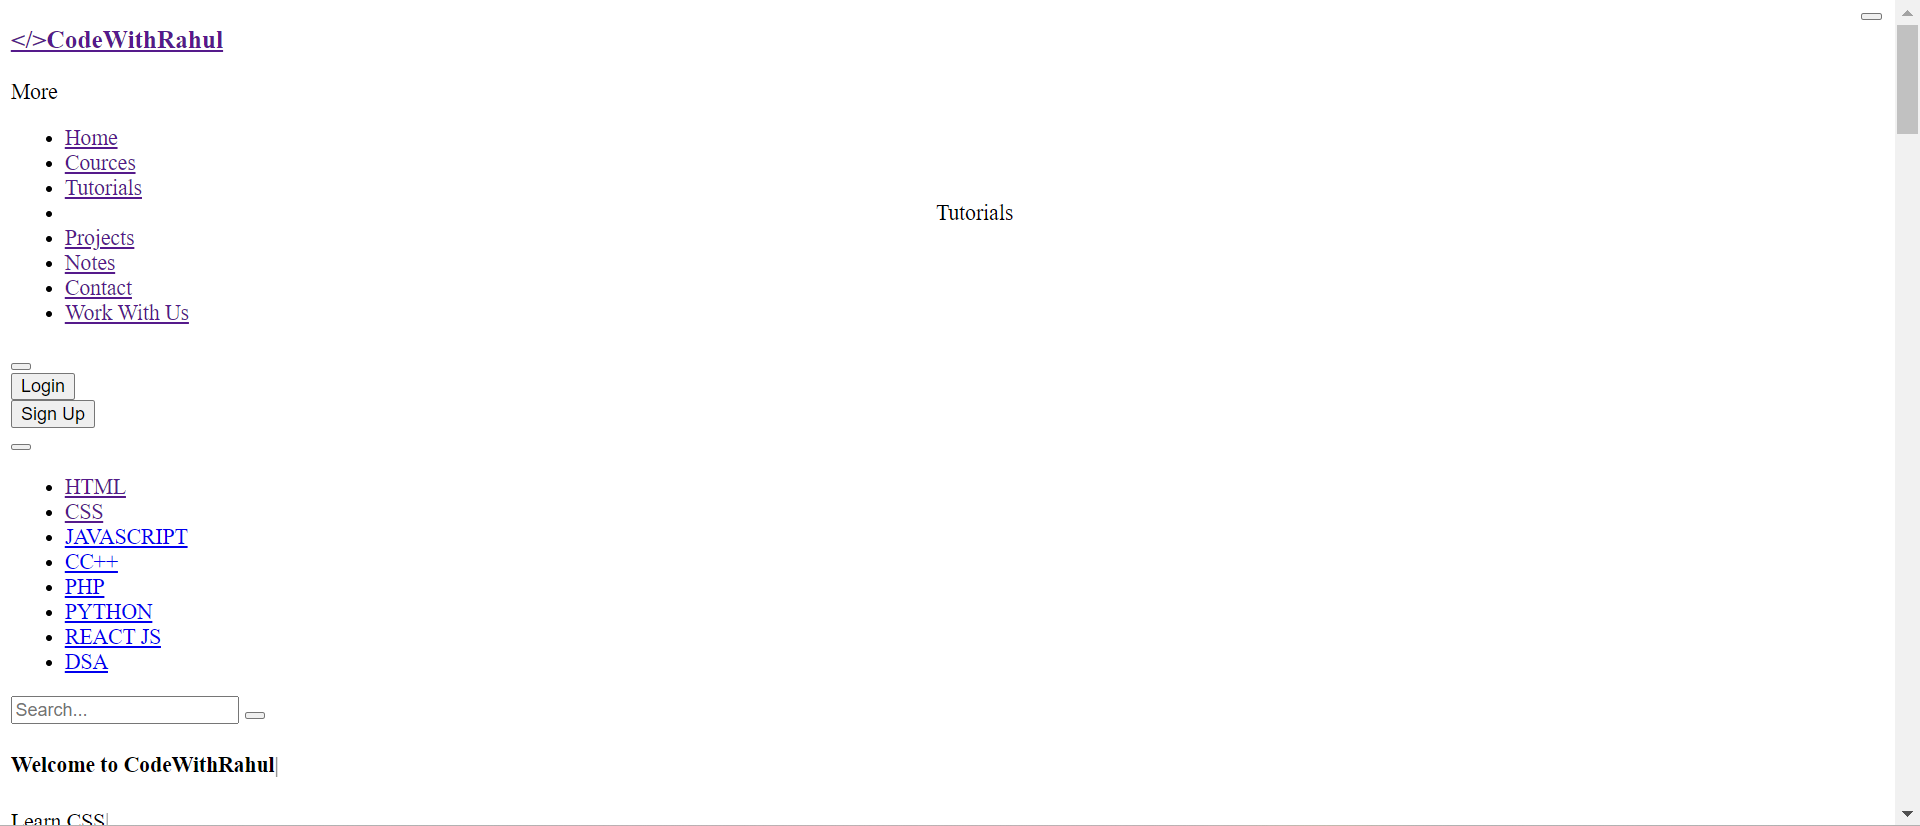 </>CodeWithRahul
More
Home
Cources
Tutorials
Tutorials
Projects
Notes
Contact
Work With Us
Login
Sign Up
HTML
CSS
JAVASCRIPT
CC++
PHP
PYTHON
REACT JS
DSA
Search...
Welcome to CodeWithRahul|
Learn CSS|